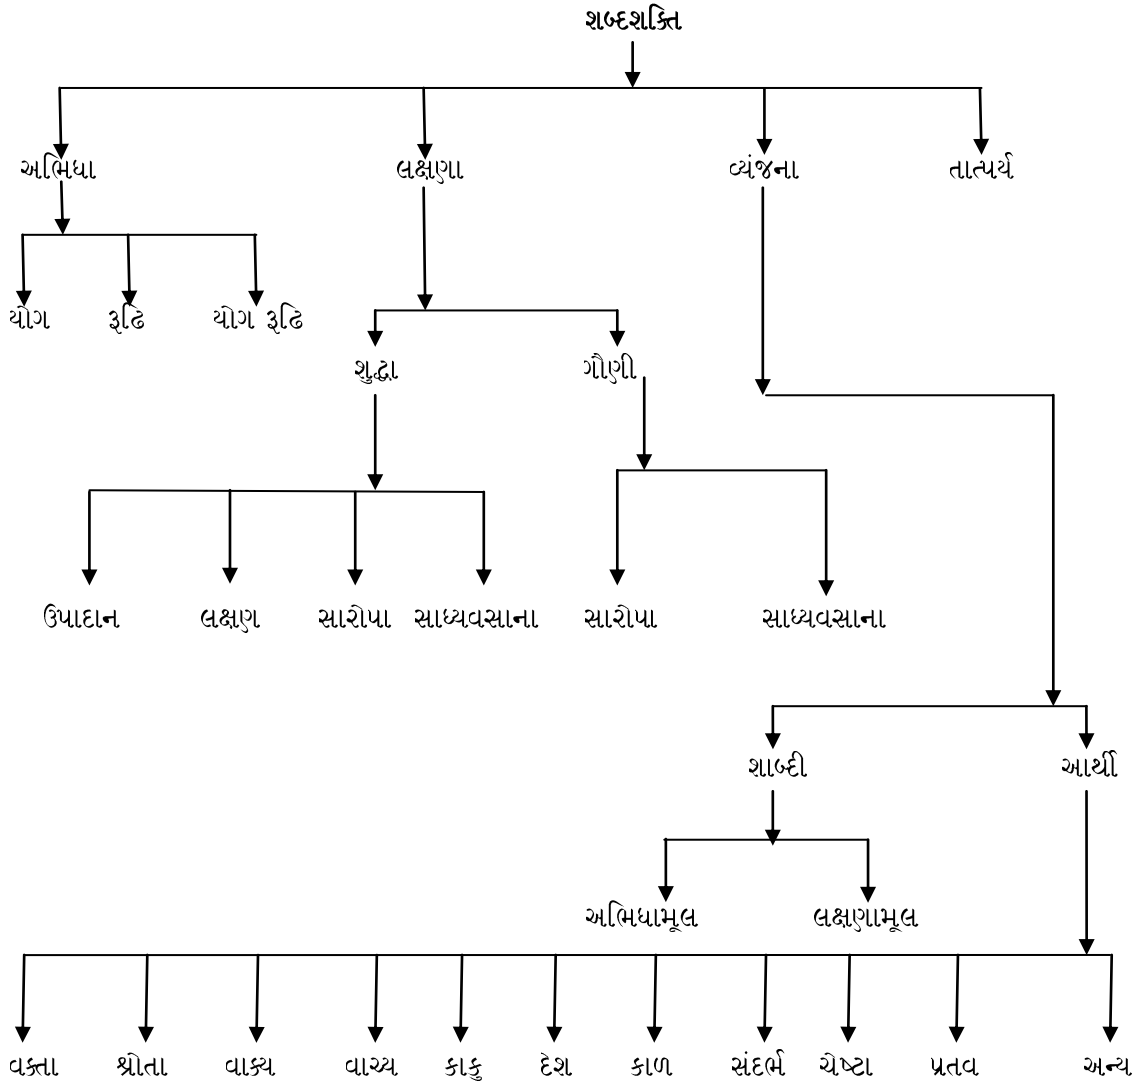 શબ્દશક્તિ
અભિધા લક્ષણા વ્યંજના તાત્પર્ય
યોગ રૂઢિ યોગ રૂઢિ
શુદ્ધા ગૌણી
ઉપાદાન લક્ષણ સારોપા સાધ્યવસાના સારોપા સાધ્યવસાના
શાબ્દી આર્થી
અભિધામૂલ લક્ષણામૂલ
વક્તા શ્રોતા વાક્ય વાચ્ય કાકુ દેશ કાળ સંદર્ભ ચેષ્ટા પ્રતવ અન્ય